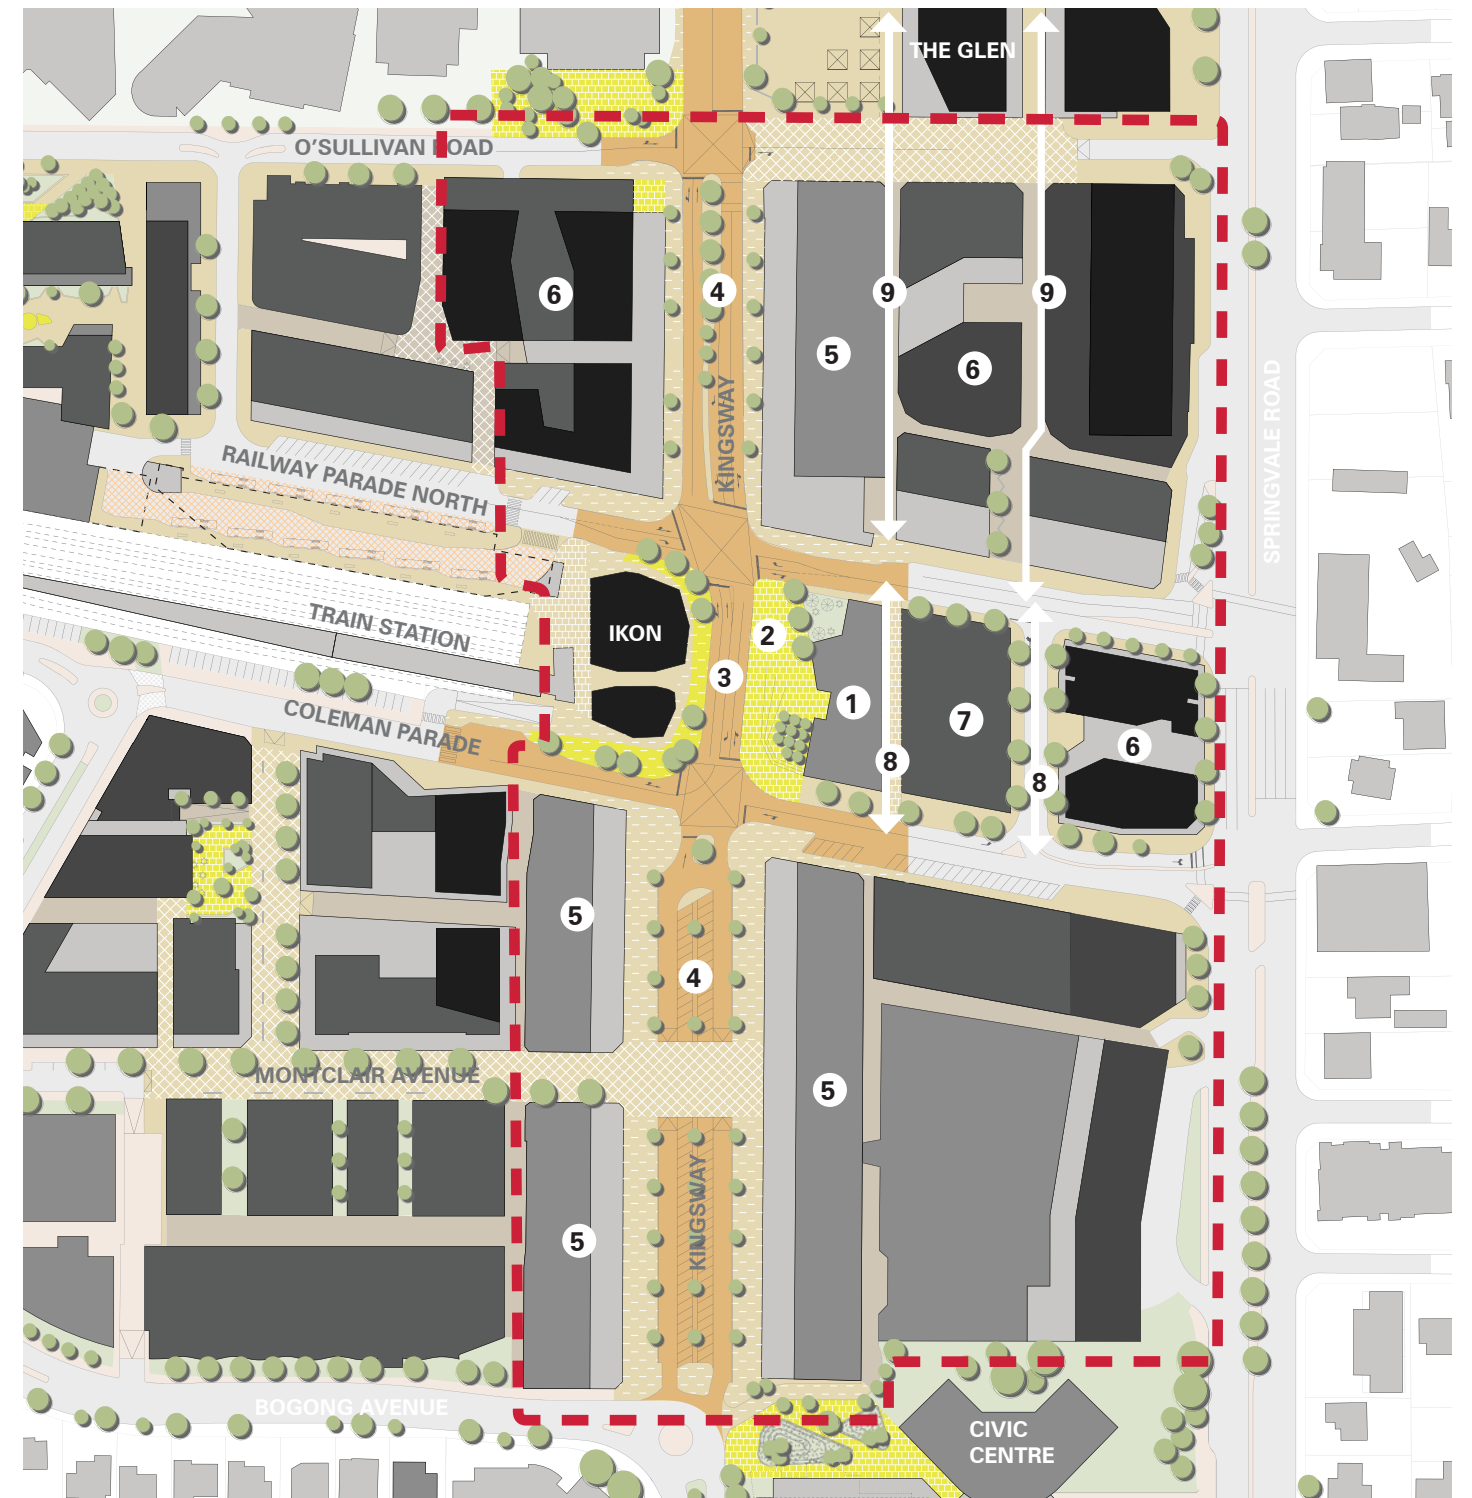 THE GLEN
O'SULLIVAN ROAD
6
4
9
9
5
6
KINGSWAY
SPRINGVALE ROAD
RAILWAY PARADE NORTH
TRAIN STATION
IKON
2
3
1
7
6
8
8
COLEMAN PARADE
5
4
MONTCLAIR AVENUE
5
KINGSWAY
5
BOGONG AVENUE
CIVIC
CENTRE